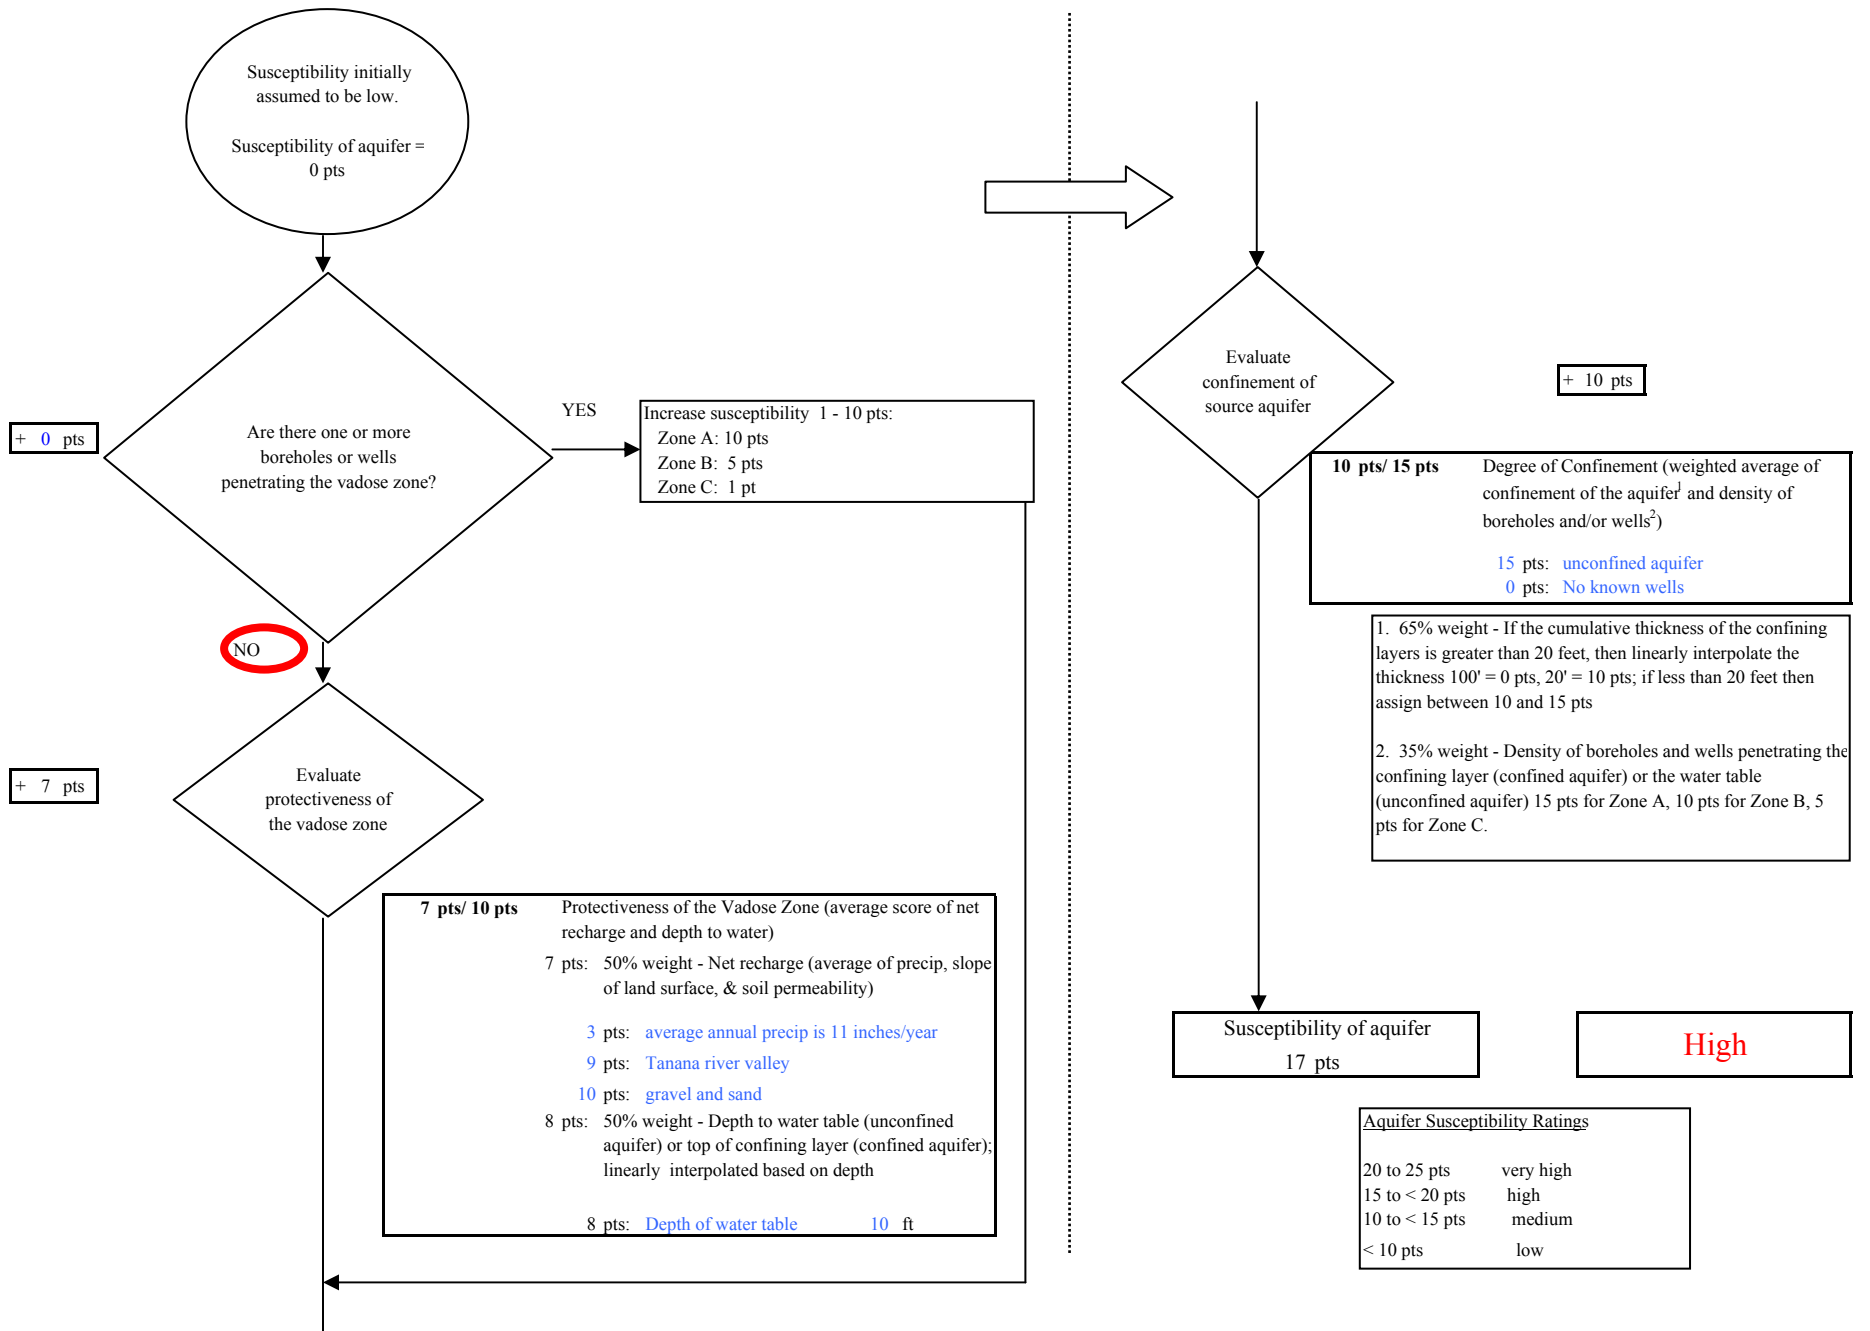 Susceptibility initially
assumed to be low.
Susceptibility of aquifer =
0 pts
+ 0 pts
Are there one or more
boreholes or wells
penetrating the vadose zone?
YES
Increase susceptibility 1 - 10 pts:
Zone A: 10 pts
Zone B: 5 pts
Zone C: 1 pt
NO
+ 7 pts
Evaluate
protectiveness of
the vadose zone
7 pts/ 10 pts
Protectiveness of the Vadose Zone (average score of net
recharge and depth to water)
7 pts: 50% weight - Net recharge (average of precip, slope
of land surface, & soil permeability)
3 pts: average annual precip is 11 inches/year
9 pts: Tanana river valley
10 pts: gravel and sand
8 pts: 50% weight - Depth to water table (unconfined
aquifer) or top of confining layer (confined aquifer);
linearly interpolated based on depth
8 pts: Depth of water table 10 ft
Evaluate
confinement of
source aquifer
+ 10 pts
10 pts/ 15 pts
Degree of Confinement (weighted average of
confinement of the aquifer1 and density of
boreholes and/or wells2)
15 pts: unconfined aquifer
0 pts: No known wells
1. 65% weight - If the cumulative thickness of the confining
layers is greater than 20 feet, then linearly interpolate the
thickness 100' = 0 pts, 20' = 10 pts; if less than 20 feet then
assign between 10 and 15 pts
2. 35% weight - Density of boreholes and wells penetrating the
confining layer (confined aquifer) or the water table
(unconfined aquifer) 15 pts for Zone A, 10 pts for Zone B, 5
pts for Zone C.
Susceptibility of aquifer
17 pts
High
Aquifer Susceptibility Ratings
20 to 25 pts very high
15 to < 20 pts high
10 to < 15 pts medium
< 10 pts low